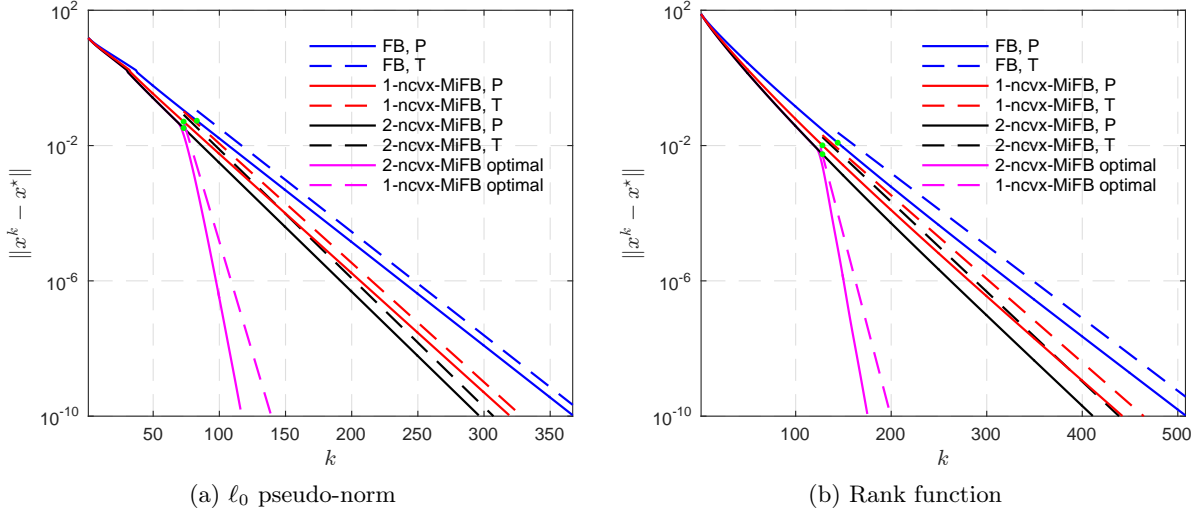 10^2
10^{-2}
10^{-6}
10^{-10}
‖x^k − x^⋆‖
50 100 150 200 250 300 350
k
FB, P
FB, T
1-ncvx-MiFB, P
1-ncvx-MiFB, T
2-ncvx-MiFB, P
2-ncvx-MiFB, T
2-ncvx-MiFB optimal
1-ncvx-MiFB optimal
(a) ℓ_0 pseudo-norm
10^2
10^{-2}
10^{-6}
10^{-10}
‖x^k − x^⋆‖
100 200 300 400 500
k
FB, P
FB, T
1-ncvx-MiFB, P
1-ncvx-MiFB, T
2-ncvx-MiFB, P
2-ncvx-MiFB, T
2-ncvx-MiFB optimal
1-ncvx-MiFB optimal
(b) Rank function